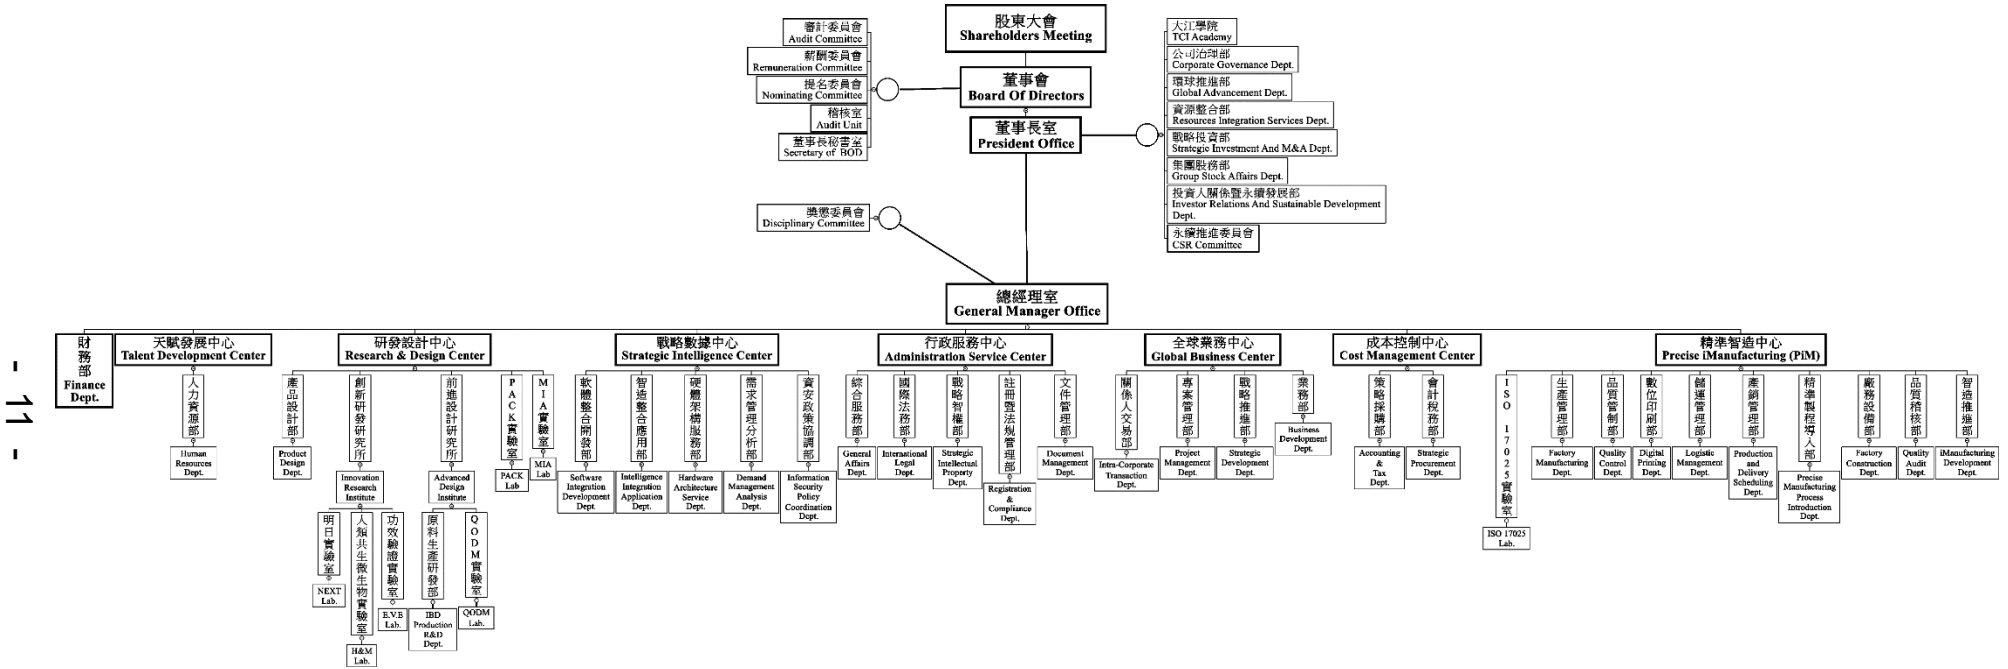 股東大會
Shareholders Meeting
董事會
Board Of Directors
董事長室
President Office
審計委員會
Audit Committee
薪酬委員會
Remuneration Committee
提名委員會
Nominating Committee
稽核室
Audit Unit
董事長秘書室
Secretary of BOD
大江學院
TCI Academy
公司治理部
Corporate Governance Dept.
環球推進部
Global Advancement Dept.
資源整合部
Resources Integration Services Dept.
戰略投資部
Strategic Investment And M&A Dept.
集團股務部
Group Stock Affairs Dept.
投資人關係暨永續發展部
Investor Relations And Sustainable Development
Dept.
永續推進委員會
CSR Committee
獎懲委員會
Disciplinary Committee
總經理室
General Manager Office
財務部
Finance
Dept.
天賦發展中心
Talent Development Center
人力資源部
Human
Resources
Dept.
研發設計中心
Research & Design Center
產品設計部
Product
Design
Dept.
創新研發研究所
Innovation
Research
Institute
明日實驗室
NEXT
Lab.
人類共生微生物實驗室
H&M
Lab.
功效驗證實驗室
E.V.E
Lab.
前進設計研究所
Advanced
Design
Institute
原料生產研發部
IBD
Production
R&D
Dept.
QODM實驗室
QODM
Lab.
PACK實驗室
PACK
Lab
MIA實驗室
MIA
Lab
戰略數據中心
Strategic Intelligence Center
軟體整合開發部
Software
Integration
Development
Dept.
智造整合應用部
Intelligence
Integration
Application
Dept.
硬體架構服務部
Hardware
Architecture
Service
Dept.
需求管理分析部
Demand
Management
Analysis
Dept.
資安政策協調部
Information
Security
Policy
Coordination
Dept.
行政服務中心
Administration Service Center
綜合服務部
General
Affairs
Dept.
國際法務部
International
Legal
Dept.
戰略智權部
Strategic
Intellectual
Property
Dept.
註冊暨法規管理部
Registration
&
Compliance
Dept.
文件管理部
Document
Management
Dept.
全球業務中心
Global Business Center
關係人交易部
Intra-Corporate
Transaction
Dept.
專案管理部
Project
Management
Dept.
戰略推進部
Strategic
Development
Dept.
業務部
Business
Development
Dept.
成本控制中心
Cost Management Center
策略採購部
Accounting
&
Tax
Dept.
會計稅務部
Strategic
Procurement
Dept.
精準智造中心
Precise iManufacturing (PiM)
ISO 17025實驗室
ISO 17025
Lab.
生產管理部
Factory
Manufacturing
Dept.
品質管制部
Quality
Control
Dept.
數位印刷部
Digital
Printing
Dept.
儲運管理部
Logistic
Management
Dept.
產銷管理部
Production
and
Delivery
Scheduling
Dept.
精準製程導入部
Precise
Manufacturing
Process
Introduction
Dept.
廠務設備部
Factory
Construction
Dept.
品質稽核部
Quality
Audit
Dept.
智造推進部
iManufacturing
Development
Dept.
- 11 -